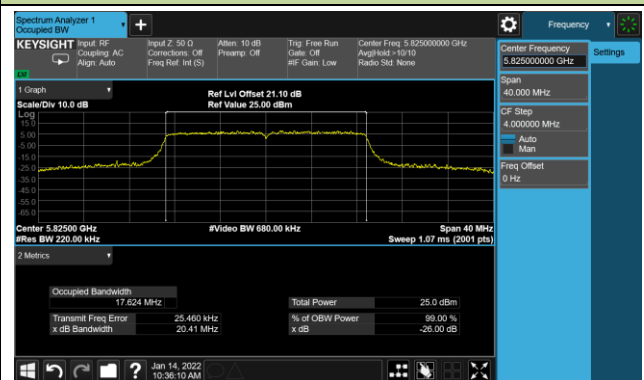 Spectrum Analyzer 1
Occupied BW
+
Frequency
KEYSIGHT
Input: RF
Coupling: AC
Align: Auto
Input Z: 50 Ω
Corrections: Off
Freq Ref: Int (S)
Atten: 10 dB
Preamp: Off
Trig: Free Run
Gate: Off
#IF Gain: Low
Center Freq: 5.825000000 GHz
Avg|Hold:>10/10
Radio Std: None
LXI
Center Frequency
5.825000000 GHz
Settings
Span
40.000 MHz
CF Step
4.000000 MHz
Auto
Man
Freq Offset
0 Hz
1 Graph
Scale/Div 10.0 dB
Ref Lvl Offset 21.10 dB
Ref Value 25.00 dBm
Log
15.0
5.00
-5.00
-15.0
-25.0
-35.0
-45.0
-55.0
-65.0
Center 5.82500 GHz
#Res BW 220.00 kHz
#Video BW 680.00 kHz
Span 40 MHz
Sweep 1.07 ms (2001 pts)
2 Metrics
Occupied Bandwidth
17.624 MHz
Transmit Freq Error 25.460 kHz
x dB Bandwidth 20.41 MHz
Total Power 25.0 dBm
% of OBW Power 99.00 %
x dB -26.00 dB
?
Jan 14, 2022
10:36:10 AM